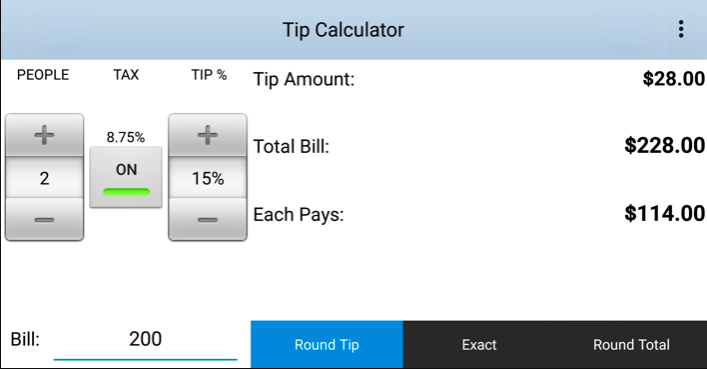 Tip Calculator
PEOPLE TAX TIP %
8.75%
2 ON 15%
Tip Amount: $28.00
Total Bill: $228.00
Each Pays: $114.00
Bill: 200
Round Tip Exact Round Total